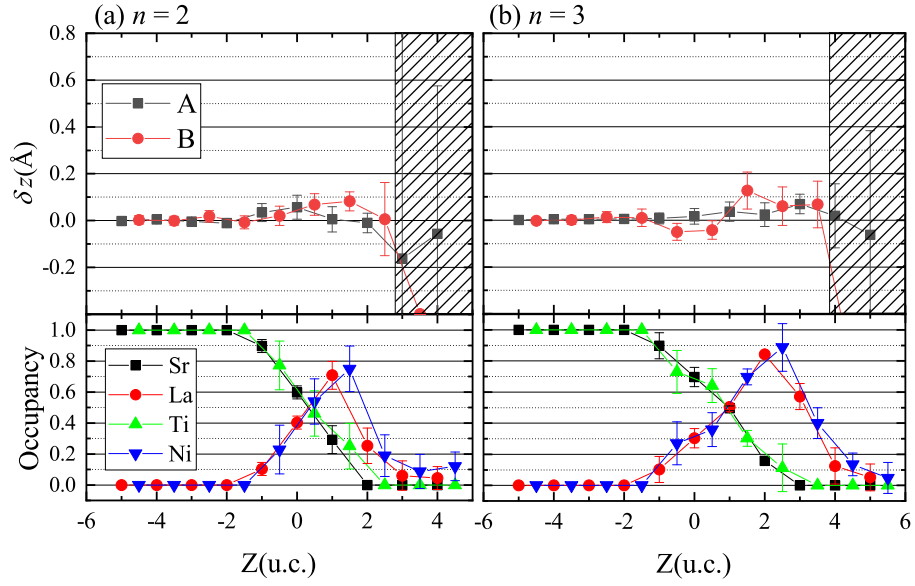 (a) n = 2
(b) n = 3
0.8
0.6
0.4
0.2
0.0
-0.2
δz(Å)
A
B
1.0
0.8
0.6
0.4
0.2
0.0
Occupancy
Sr
La
Ti
Ni
-6 -4 -2 0 2 4 -6 -4 -2 0 2 4 6
Z(u.c.) Z(u.c.)